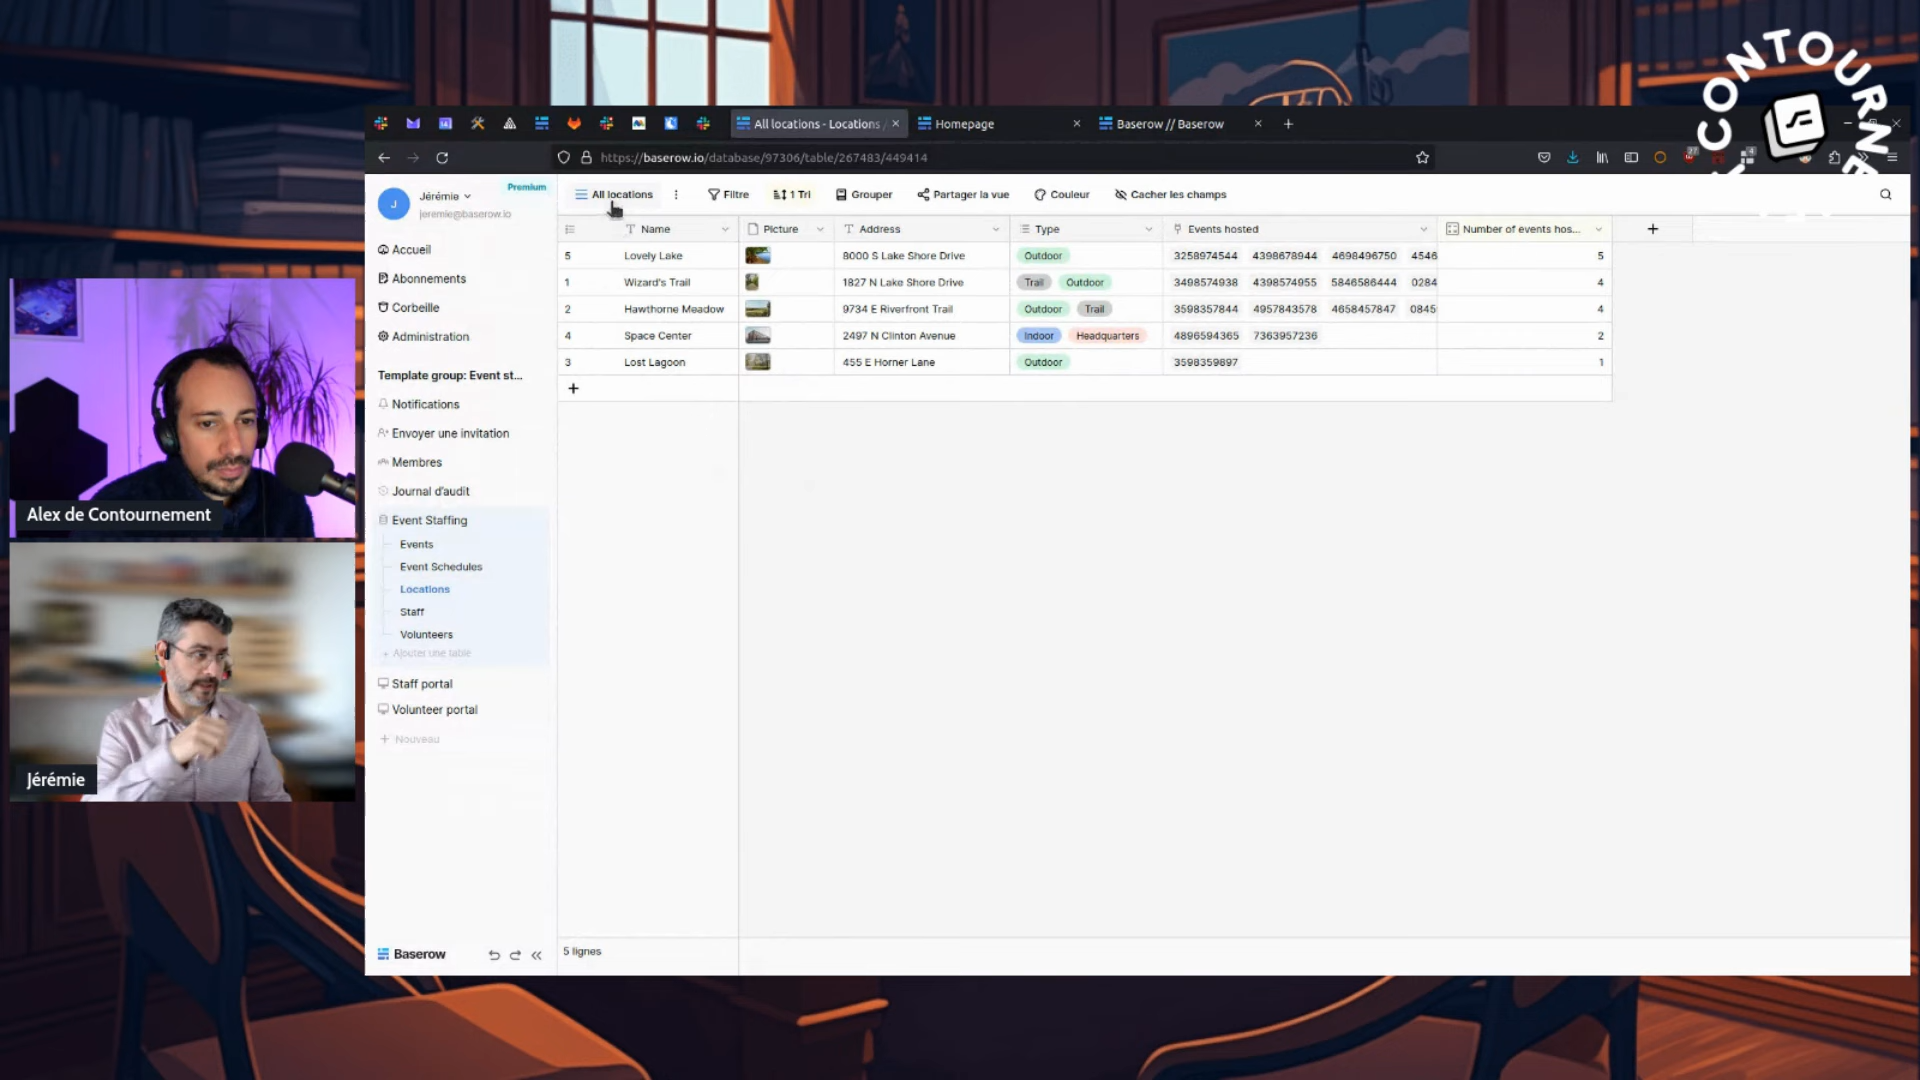 CONTOURNE
All locations - Locations /
Homepage
Baserow // Baserow
https://baserow.io/database/97306/table/267483/449414
J
Jérémie
Premium
jeremie@baserow.io
Accueil
Abonnements
Corbeille
Administration
Template group: Event st...
Notifications
Envoyer une invitation
Membres
Journal d'audit
Event Staffing
Events
Event Schedules
Locations
Staff
Volunteers
+ Ajouter une table
Staff portal
Volunteer portal
+ Nouveau
Baserow
All locations
Filtre
1 Tri
Grouper
Partager la vue
Couleur
Cacher les champs
Name Picture Address Type Events hosted Number of events hos... +
5 Lovely Lake 8000 S Lake Shore Drive Outdoor 3258974544 4398678944 4698496750 4546 5
1 Wizard's Trail 1827 N Lake Shore Drive Trail Outdoor 3498574938 4398574955 5846586444 0284 4
2 Hawthorne Meadow 9734 E Riverfront Trail Outdoor Trail 3598357844 4957843578 4658457847 0845 4
4 Space Center 2497 N Clinton Avenue Indoor Headquarters 4896594365 7363957236 2
3 Lost Lagoon 455 E Horner Lane Outdoor 3598359897 1
+
5 lignes
Alex de Contournement
Jérémie